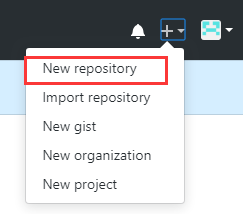 New repository
Import repository
New gist
New organization
New project